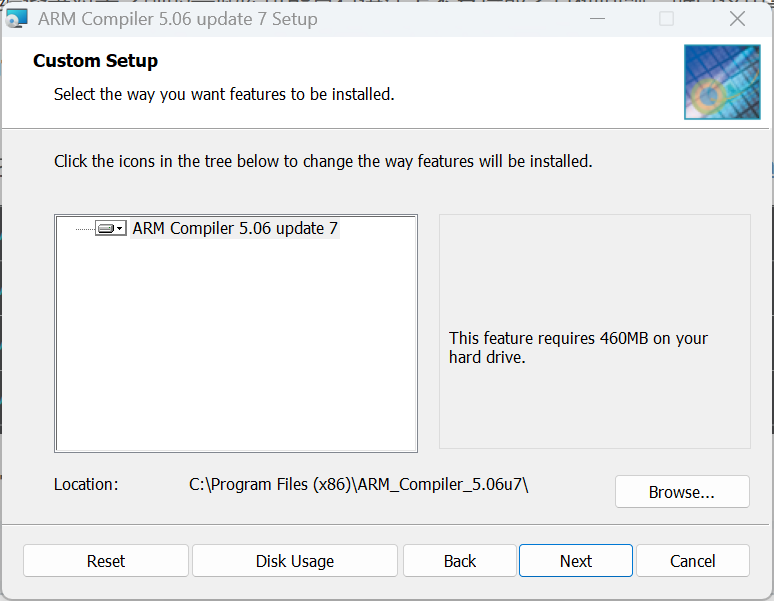 ARM Compiler 5.06 update 7 Setup
Custom Setup
Select the way you want features to be installed.
Click the icons in the tree below to change the way features will be installed.
ARM Compiler 5.06 update 7
This feature requires 460MB on your
hard drive.
Location: C:\Program Files (x86)\ARM_Compiler_5.06u7\
Browse...
Reset Disk Usage Back Next Cancel